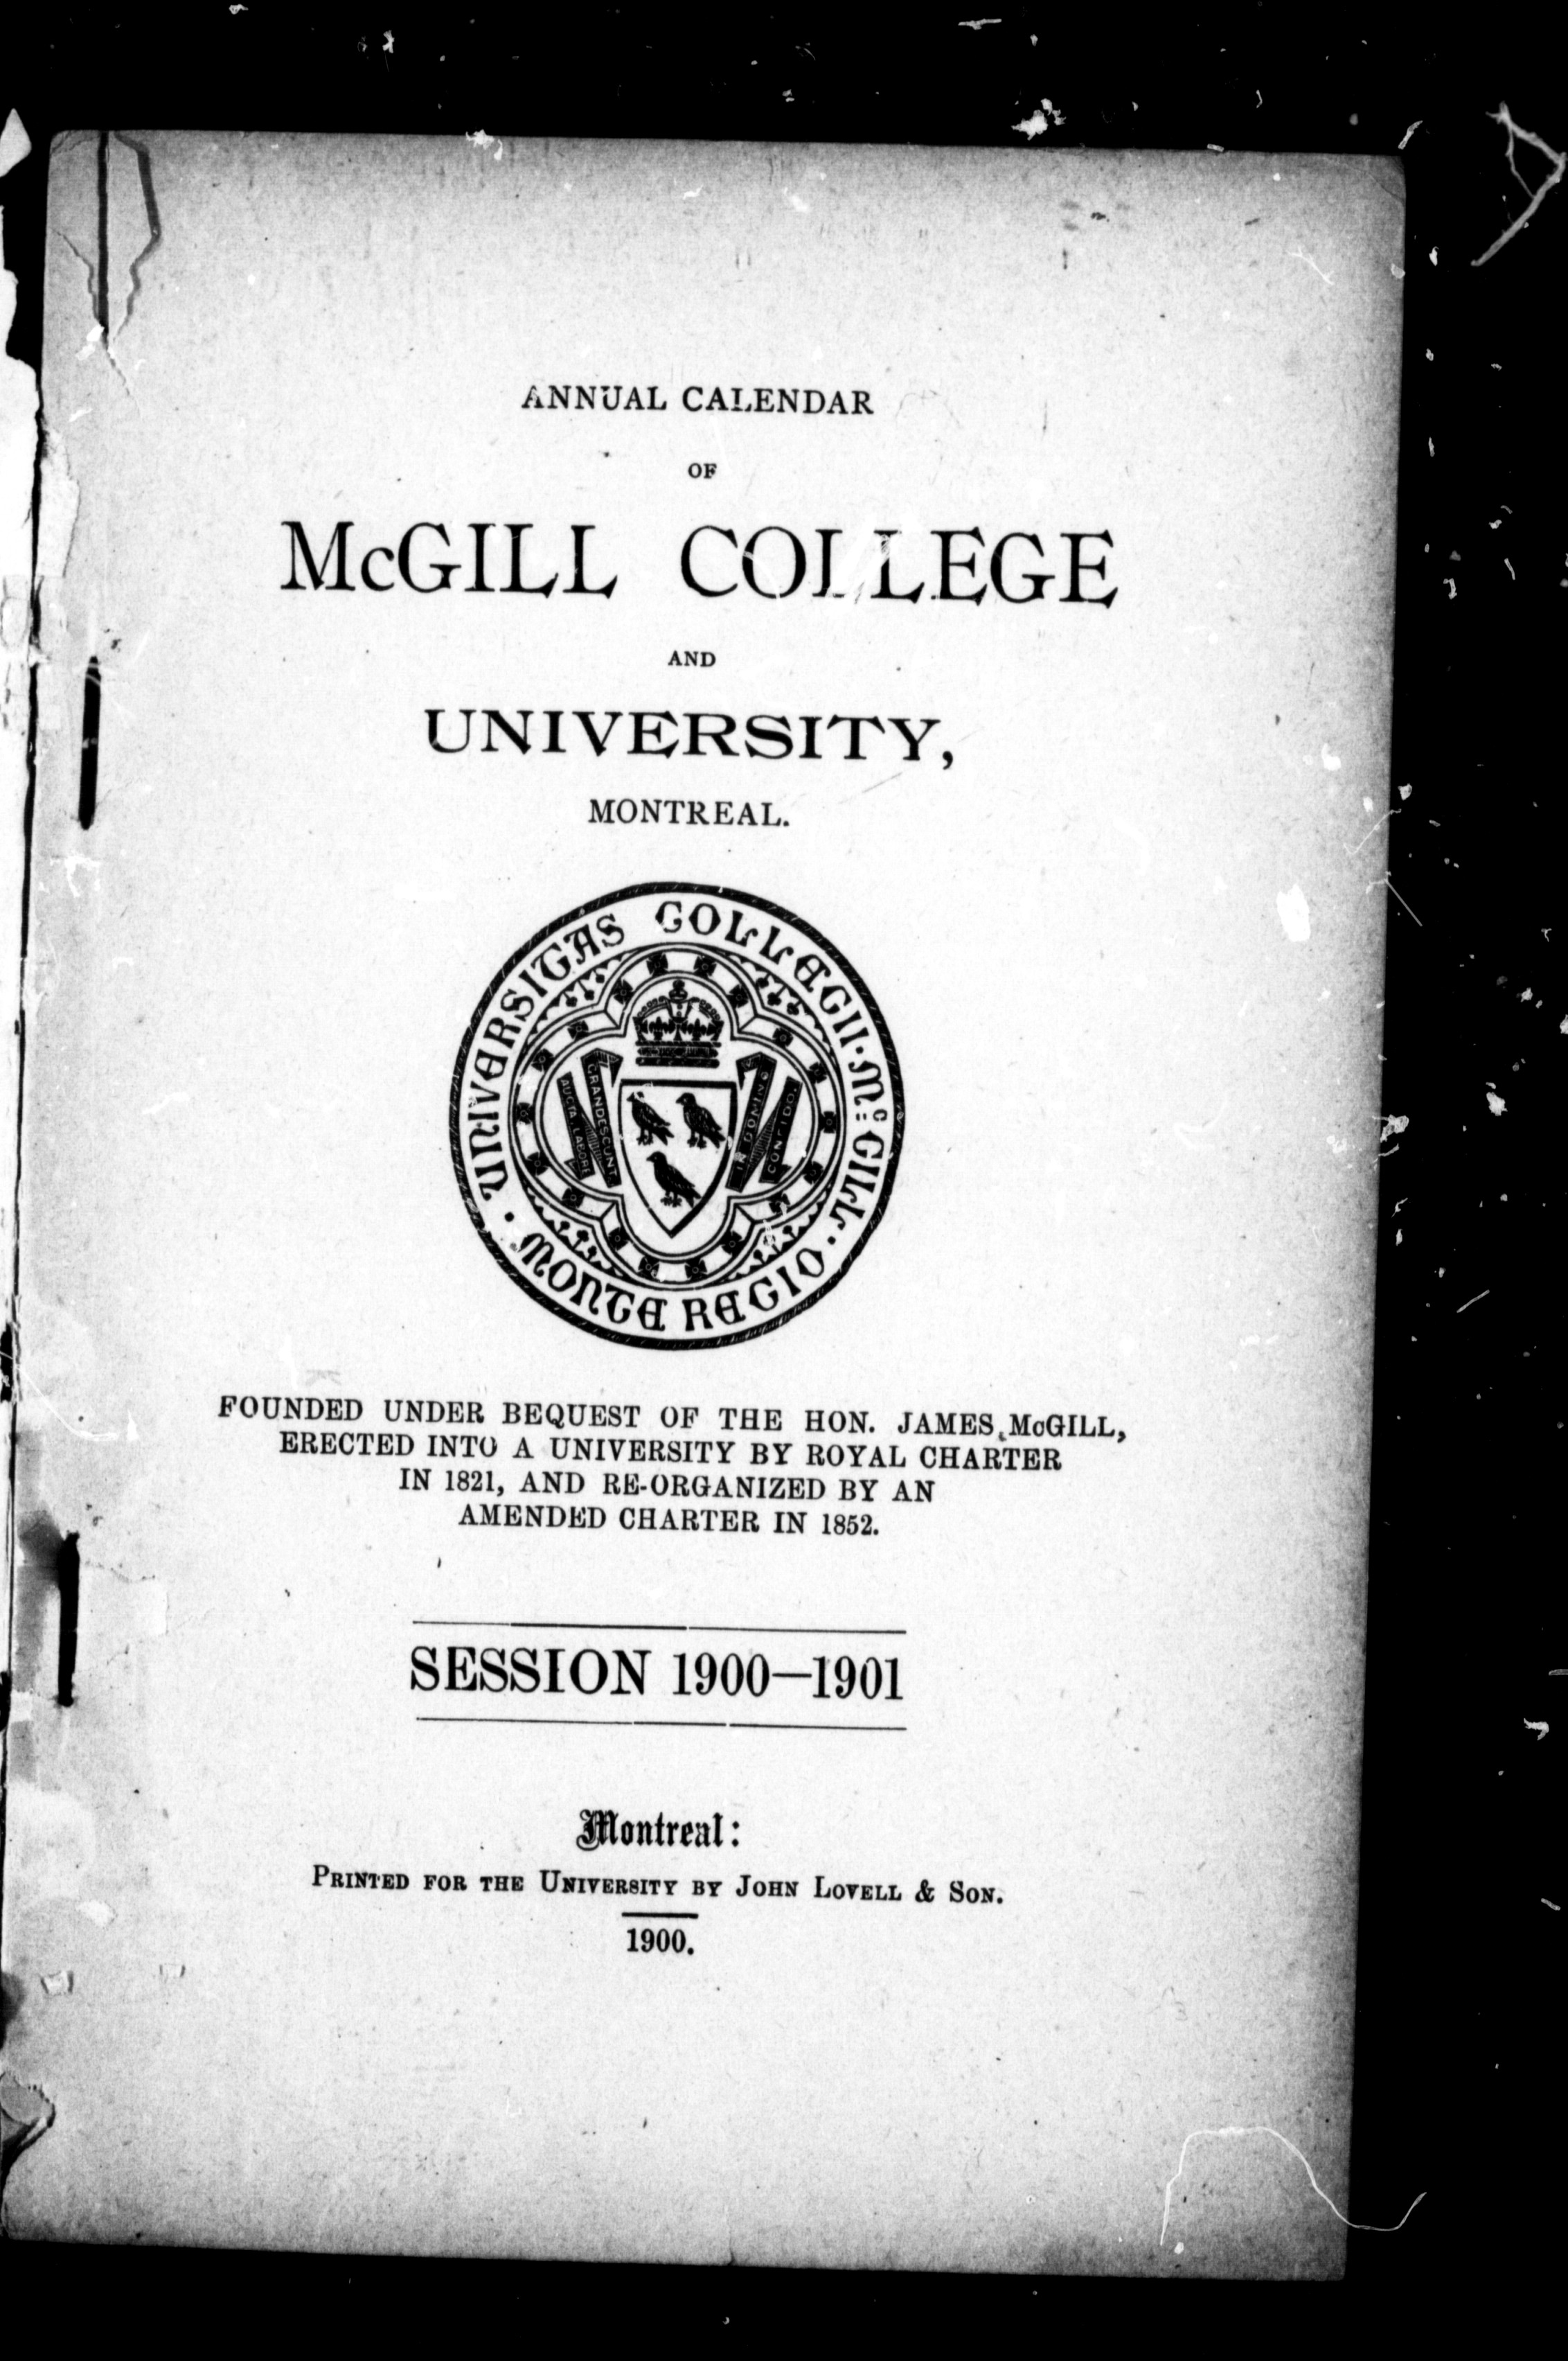 ANNUAL CALENDAR
OF
McGILL COLLEGE
AND
UNIVERSITY,
MONTREAL.
UNIVERSITAS COLLEGII · Mc GILL ·
· MONTE REGIO ·
GRANDESCUNT
AUCTA LABORE
IN DOMINO
CONFIDO.
FOUNDED UNDER BEQUEST OF THE HON. JAMES McGILL,
ERECTED INTO A UNIVERSITY BY ROYAL CHARTER
IN 1821, AND RE-ORGANIZED BY AN
AMENDED CHARTER IN 1852.
SESSION 1900–1901
Montreal:
PRINTED FOR THE UNIVERSITY BY JOHN LOVELL & SON.
1900.